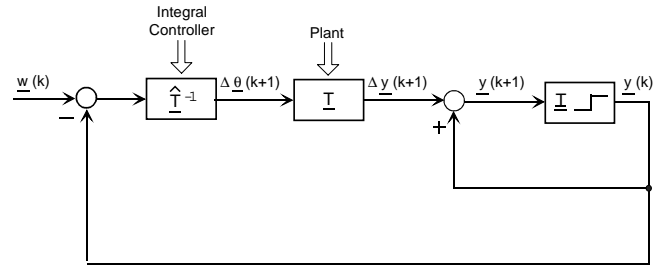 Integral
Controller
Plant
w (k)
T̂ -1
Δ θ (k+1)
T
Δ y (k+1)
y (k+1)
I
y (k)
−
+